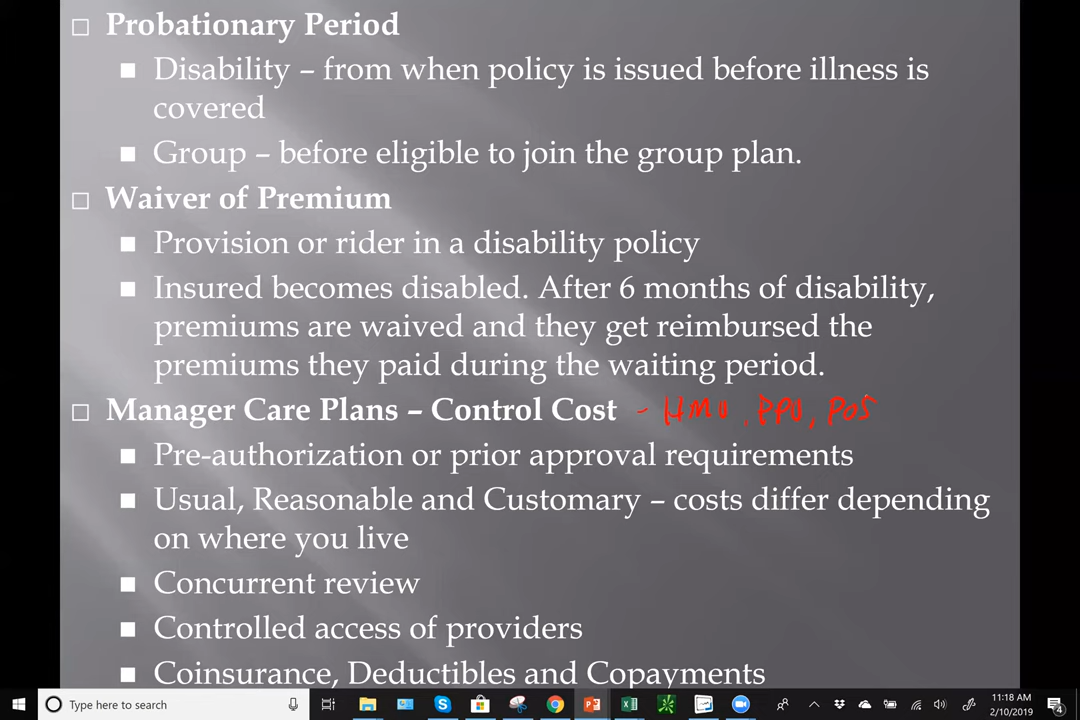 Probationary Period
Disability – from when policy is issued before illness is
covered
Group – before eligible to join the group plan.
Waiver of Premium
Provision or rider in a disability policy
Insured becomes disabled. After 6 months of disability,
premiums are waived and they get reimbursed the
premiums they paid during the waiting period.
Manager Care Plans – Control Cost - HMO, PPO, POS
Pre-authorization or prior approval requirements
Usual, Reasonable and Customary – costs differ depending
on where you live
Concurrent review
Controlled access of providers
Coinsurance, Deductibles and Copayments
Type here to search
11:18 AM
2/10/2019
4